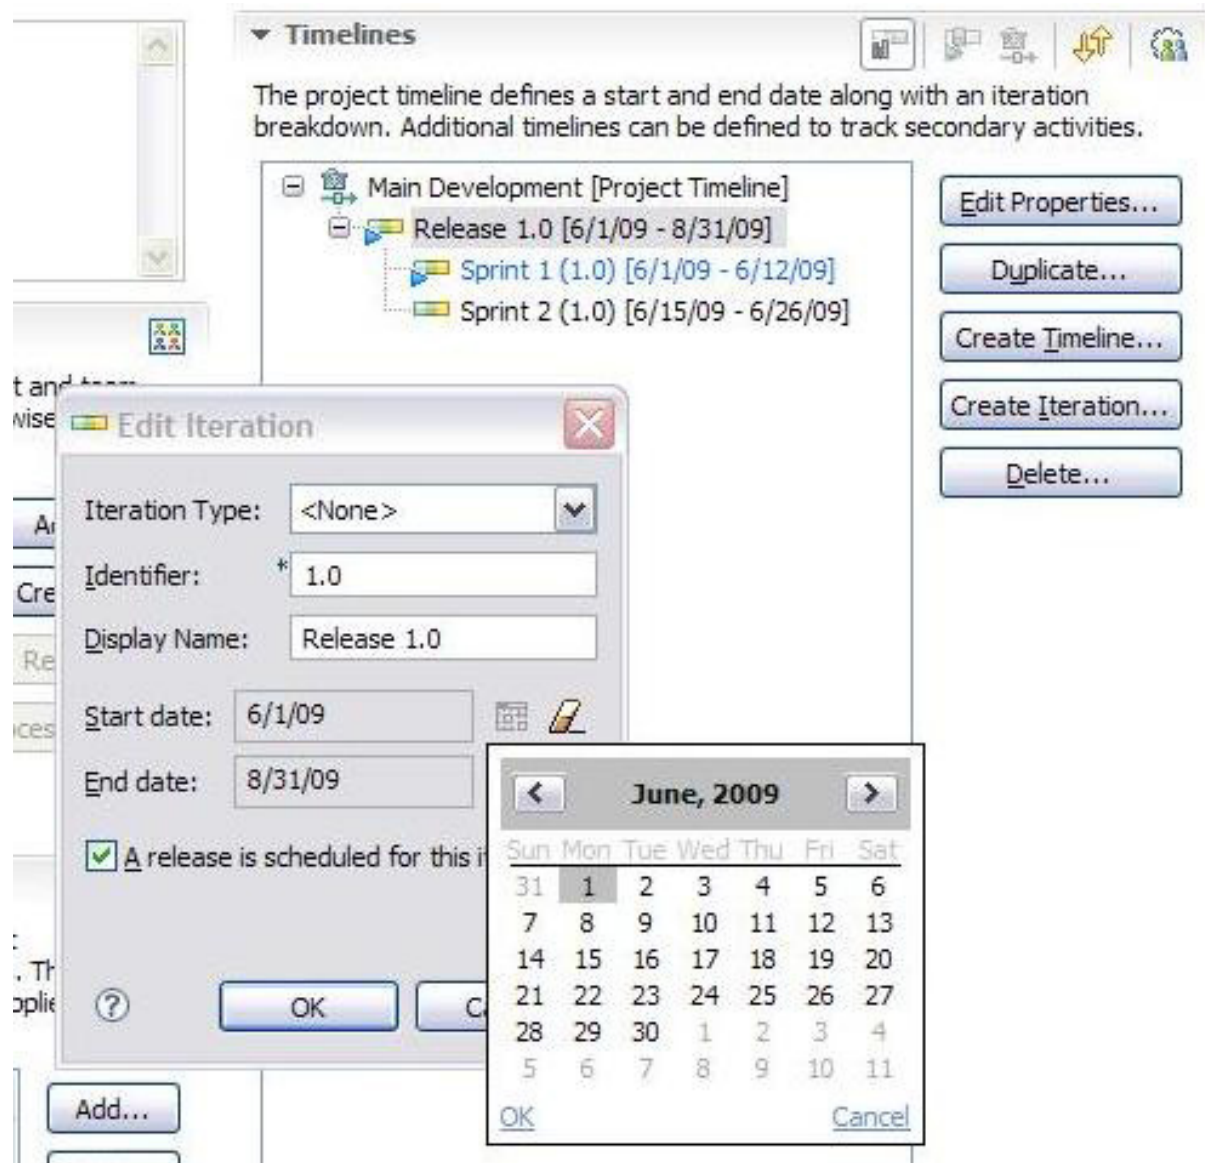 Timelines
The project timeline defines a start and end date along with an iteration
breakdown. Additional timelines can be defined to track secondary activities.
Main Development [Project Timeline]
Release 1.0 [6/1/09 - 8/31/09]
Sprint 1 (1.0) [6/1/09 - 6/12/09]
Sprint 2 (1.0) [6/15/09 - 6/26/09]
Edit Properties...
Duplicate...
Create Timeline...
Create Iteration...
Delete...
Edit Iteration
Iteration Type: <None>
Identifier: * 1.0
Display Name: Release 1.0
Start date: 6/1/09
End date: 8/31/09
A release is scheduled for this i
? OK
June, 2009
Sun Mon Tue Wed Thu Fri Sat
31 1 2 3 4 5 6
7 8 9 10 11 12 13
14 15 16 17 18 19 20
21 22 23 24 25 26 27
28 29 30 1 2 3 4
5 6 7 8 9 10 11
OK Cancel
Add...